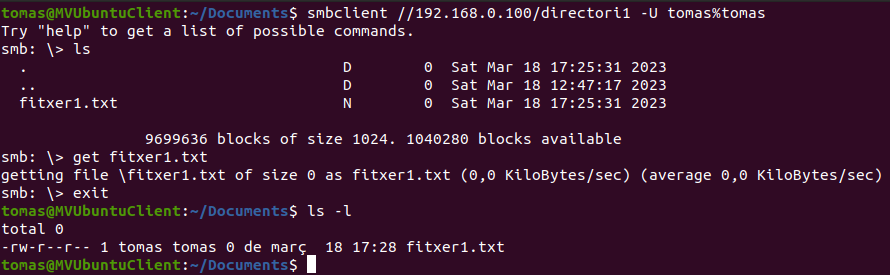 tomas@MVUbuntuClient:~/Documents$ smbclient //192.168.0.100/directori1 -U tomas%tomas
Try "help" to get a list of possible commands.
smb: \> ls
  .                                   D        0  Sat Mar 18 17:25:31 2023
  ..                                  D        0  Sat Mar 18 12:47:17 2023
  fitxer1.txt                         N        0  Sat Mar 18 17:25:31 2023
                9699636 blocks of size 1024. 1040280 blocks available
smb: \> get fitxer1.txt
getting file \fitxer1.txt of size 0 as fitxer1.txt (0,0 KiloBytes/sec) (average 0,0 KiloBytes/sec)
smb: \> exit
tomas@MVUbuntuClient:~/Documents$ ls -l
total 0
-rw-r--r-- 1 tomas tomas 0 de març  18 17:28 fitxer1.txt
tomas@MVUbuntuClient:~/Documents$